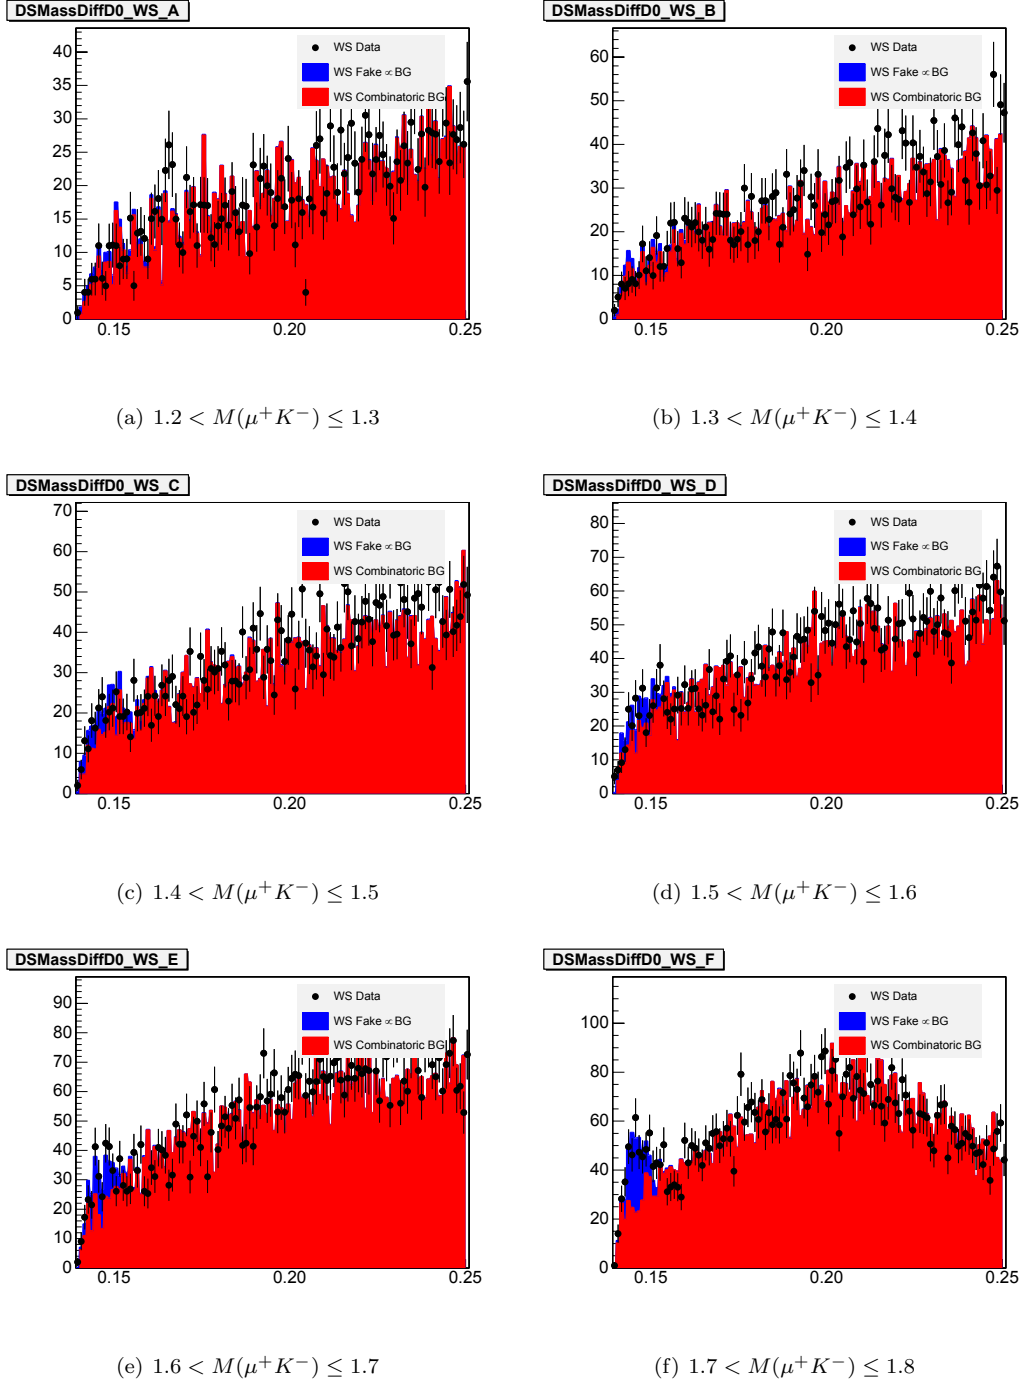 DSMassDiffD0_WS_A
DSMassDiffD0_WS_B
40
35
30
25
20
15
10
5
0
0.15
0.20
0.25
WS Data
WS Fake ∝ BG
WS Combinatoric BG
60
50
40
30
20
10
0
0.15
0.20
0.25
WS Data
WS Fake ∝ BG
WS Combinatoric BG
(a) 1.2 < M(μ⁺K⁻) ≤ 1.3
(b) 1.3 < M(μ⁺K⁻) ≤ 1.4
DSMassDiffD0_WS_C
DSMassDiffD0_WS_D
70
60
50
40
30
20
10
0
0.15
0.20
0.25
WS Data
WS Fake ∝ BG
WS Combinatoric BG
80
70
60
50
40
30
20
10
0
0.15
0.20
0.25
WS Data
WS Fake ∝ BG
WS Combinatoric BG
(c) 1.4 < M(μ⁺K⁻) ≤ 1.5
(d) 1.5 < M(μ⁺K⁻) ≤ 1.6
DSMassDiffD0_WS_E
DSMassDiffD0_WS_F
90
80
70
60
50
40
30
20
10
0
0.15
0.20
0.25
WS Data
WS Fake ∝ BG
WS Combinatoric BG
100
80
60
40
20
0
0.15
0.20
0.25
WS Data
WS Fake ∝ BG
WS Combinatoric BG
(e) 1.6 < M(μ⁺K⁻) ≤ 1.7
(f) 1.7 < M(μ⁺K⁻) ≤ 1.8